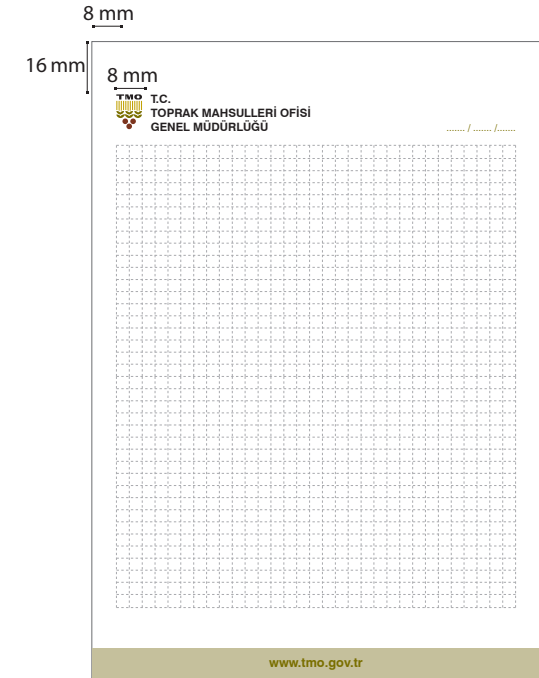 8 mm
16 mm
8 mm
TMO
T.C.
TOPRAK MAHSULLERİ OFİSİ
GENEL MÜDÜRLÜĞÜ
....... / ....... /.......
www.tmo.gov.tr